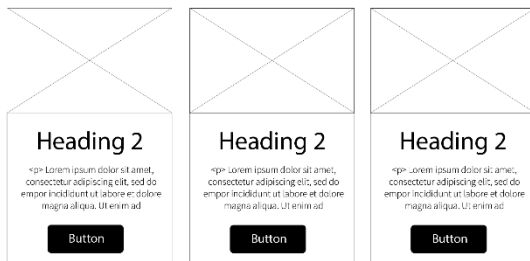 Heading 2
<p> Lorem ipsum dolor sit amet,
consectetur adipiscing elit, sed do
empor incididunt ut labore et dolore
magna aliqua. Ut enim ad
Button
Heading 2
<p> Lorem ipsum dolor sit amet,
consectetur adipiscing elit, sed do
empor incididunt ut labore et dolore
magna aliqua. Ut enim ad
Button
Heading 2
<p> Lorem ipsum dolor sit amet,
consectetur adipiscing elit, sed do
empor incididunt ut labore et dolore
magna aliqua. Ut enim ad
Button